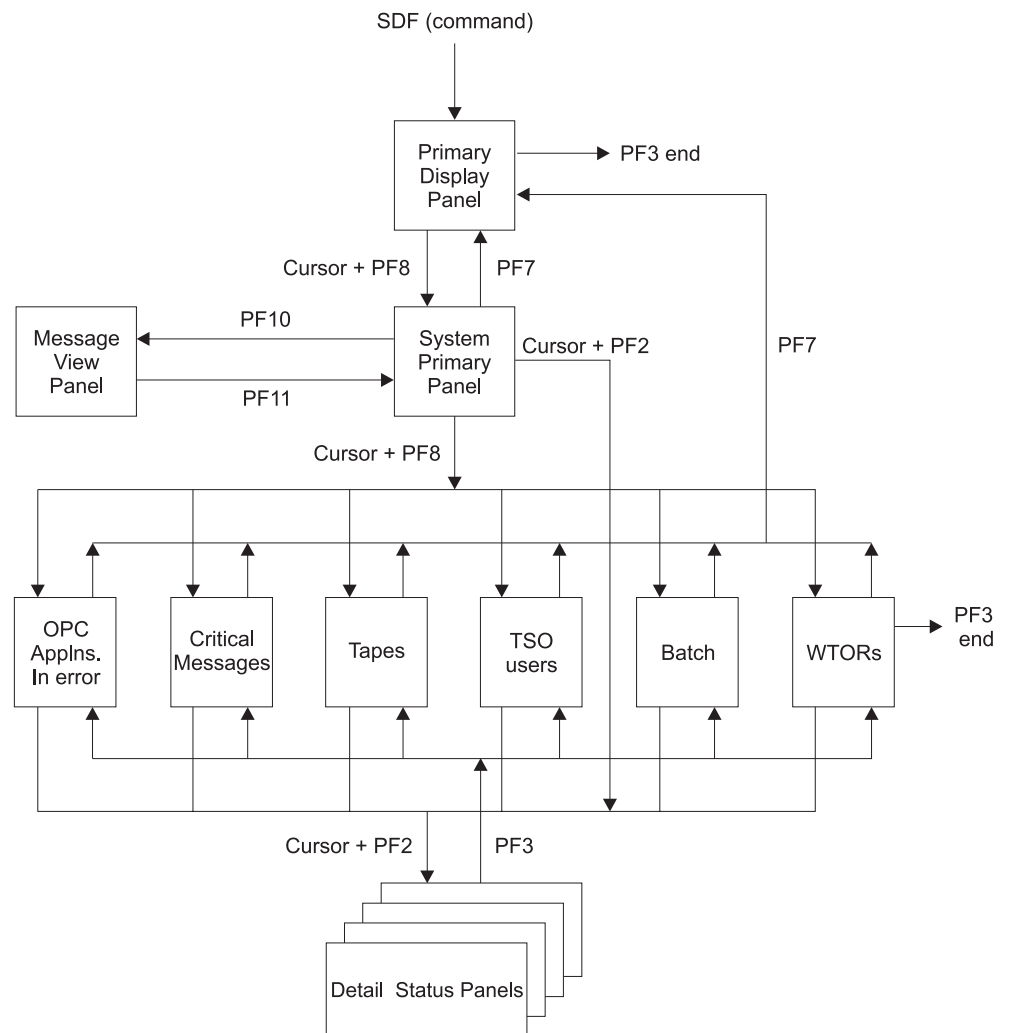 SDF (command)
Primary
Display
Panel
PF3 end
Cursor + PF8
PF7
Message
View
Panel
PF10
PF11
System
Primary
Panel
Cursor + PF2
PF7
Cursor + PF8
OPC
Applns.
In error
Critical
Messages
Tapes
TSO
users
Batch
WTORs
PF3
end
Cursor + PF2
PF3
Detail Status Panels